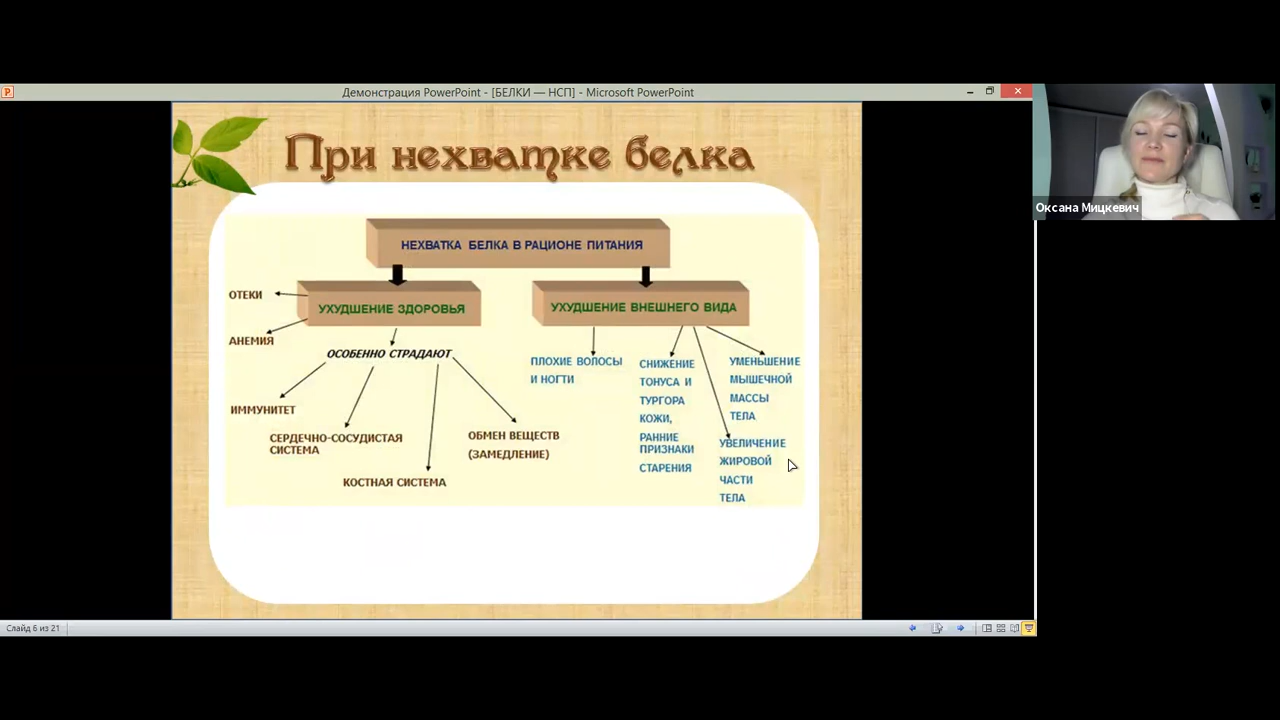 Демонстрация PowerPoint - [БЕЛКИ — НСП] - Microsoft PowerPoint
При нехватке белка
НЕХВАТКА БЕЛКА В РАЦИОНЕ ПИТАНИЯ
УХУДШЕНИЕ ЗДОРОВЬЯ
ОТЕКИ
АНЕМИЯ
ОСОБЕННО СТРАДАЮТ
ИММУНИТЕТ
СЕРДЕЧНО-СОСУДИСТАЯ
СИСТЕМА
КОСТНАЯ СИСТЕМА
ОБМЕН ВЕЩЕСТВ
(ЗАМЕДЛЕНИЕ)
УХУДШЕНИЕ ВНЕШНЕГО ВИДА
ПЛОХИЕ ВОЛОСЫ
И НОГТИ
СНИЖЕНИЕ
ТОНУСА И
ТУРГОРА
КОЖИ,
РАННИЕ
ПРИЗНАКИ
СТАРЕНИЯ
УМЕНЬШЕНИЕ
МЫШЕЧНОЙ
МАССЫ
ТЕЛА
УВЕЛИЧЕНИЕ
ЖИРОВОЙ
ЧАСТИ
ТЕЛА
Оксана Мицкевич
Слайд 6 из 21